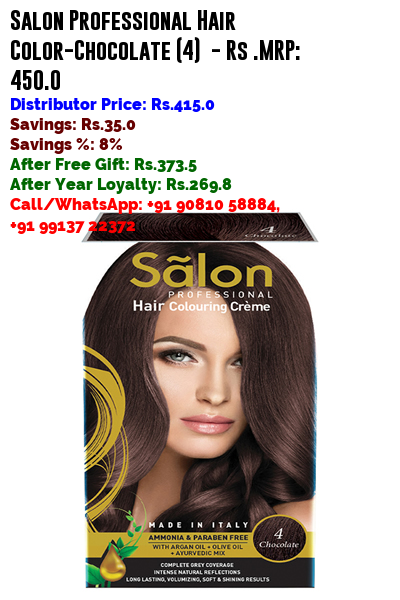 Salon Professional Hair
Color-Chocolate (4) - Rs .MRP:
450.0
Distributor Price: Rs.415.0
Savings: Rs.35.0
Savings %: 8%
After Free Gift: Rs.373.5
After Year Loyalty: Rs.269.8
Call/WhatsApp: +91 90810 58884,
+91 99137 22372
4
Chocolate
Sãlon
PROFESSIONAL
Hair Colouring Crème
MADE IN ITALY
AMMONIA & PARABEN FREE
WITH ARGAN OIL • OLIVE OIL
• AYURVEDIC MIX
4
Chocolate
COMPLETE GREY COVERAGE
INTENSE NATURAL REFLECTIONS
LONG LASTING, VOLUMIZING, SOFT & SHINING RESULTS